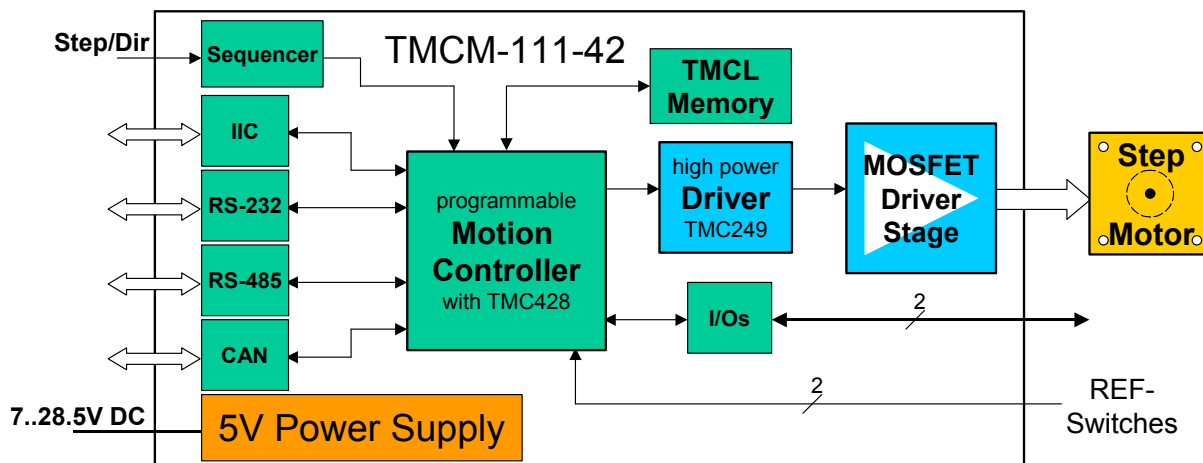 Step/Dir
Sequencer
TMCM-111-42
TMCL
Memory
IIC
RS-232
RS-485
CAN
programmable
Motion
Controller
with TMC428
high power
Driver
TMC249
MOSFET
Driver
Stage
Step
Motor
I/Os
2
2
REF-
Switches
7..28.5V DC
5V Power Supply